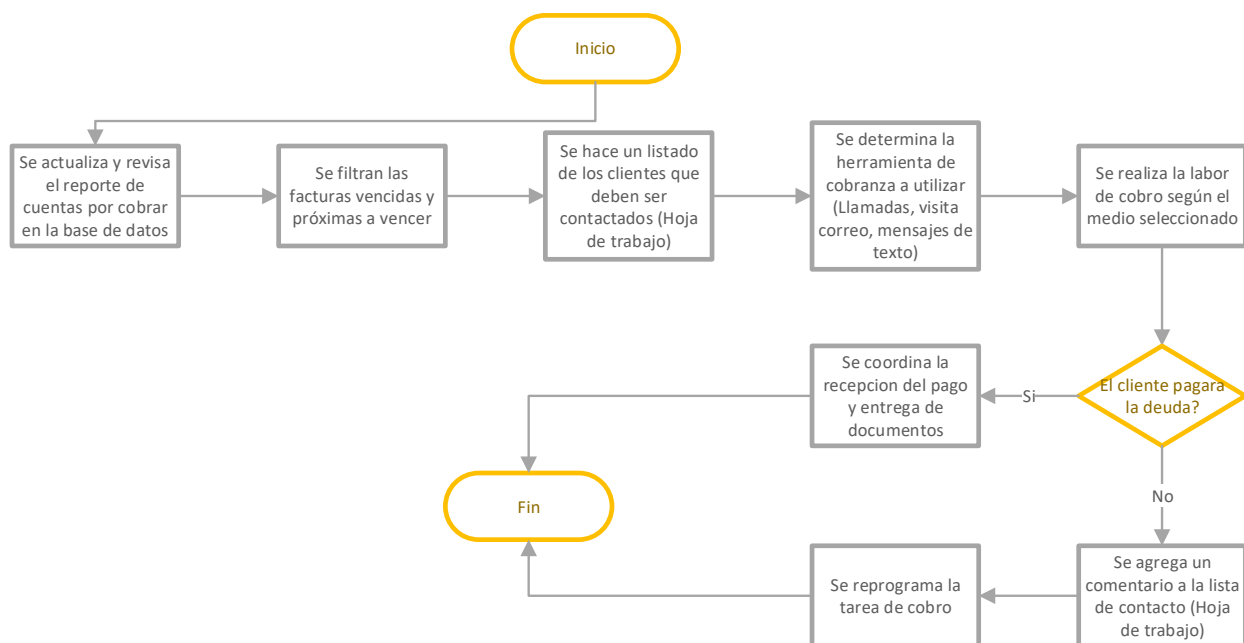 Inicio
Se actualiza y revisa
el reporte de
cuentas por cobrar
en la base de datos
Se filtran las
facturas vencidas y
próximas a vencer
Se hace un listado
de los clientes que
deben ser
contactados (Hoja
de trabajo)
Se determina la
herramienta de
cobranza a utilizar
(Llamadas, visita
correo, mensajes de
texto)
Se realiza la labor
de cobro según el
medio seleccionado
El cliente pagara
la deuda?
Si
Se coordina la
recepcion del pago
y entrega de
documentos
No
Se agrega un
comentario a la lista
de contacto (Hoja
de trabajo)
Se reprograma la
tarea de cobro
Fin